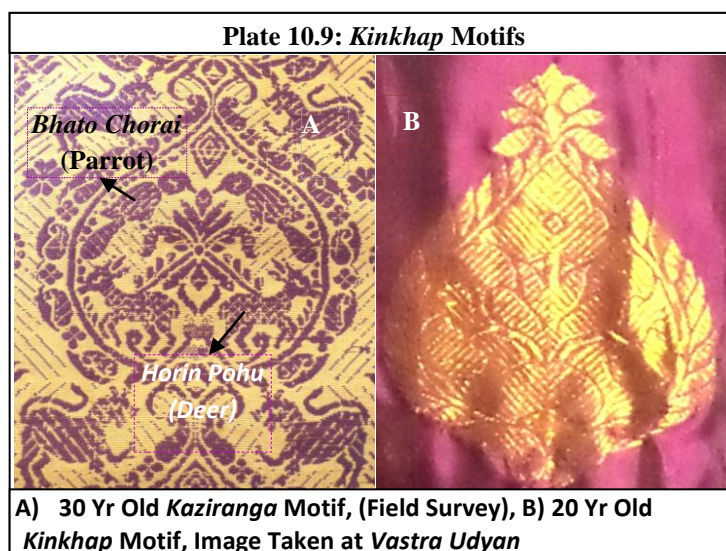 Plate 10.9: Kinkhap Motifs
Bhato Chorai
(Parrot)
A
B
Horin Pohu
(Deer)
A) 30 Yr Old Kaziranga Motif, (Field Survey), B) 20 Yr Old
Kinkhap Motif, Image Taken at Vastra Udyan